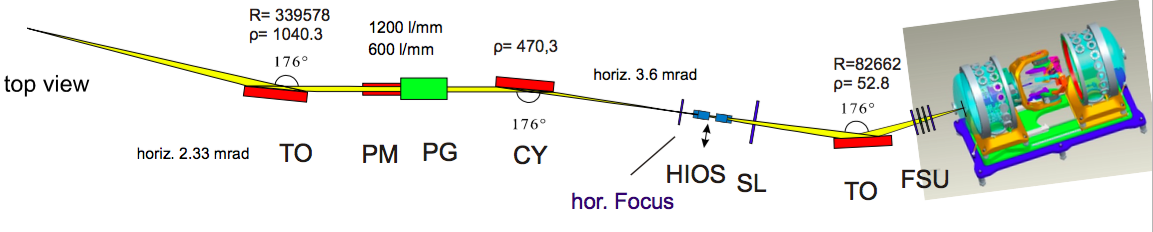 R= 339578
ρ= 1040.3
176°
1200 l/mm
600 l/mm
ρ= 470,3
horiz. 3.6 mrad
R=82662
ρ= 52.8
176°
top view
176°
horiz. 2.33 mrad
TO
PM
PG
CY
HIOS
SL
TO
FSU
hor. Focus